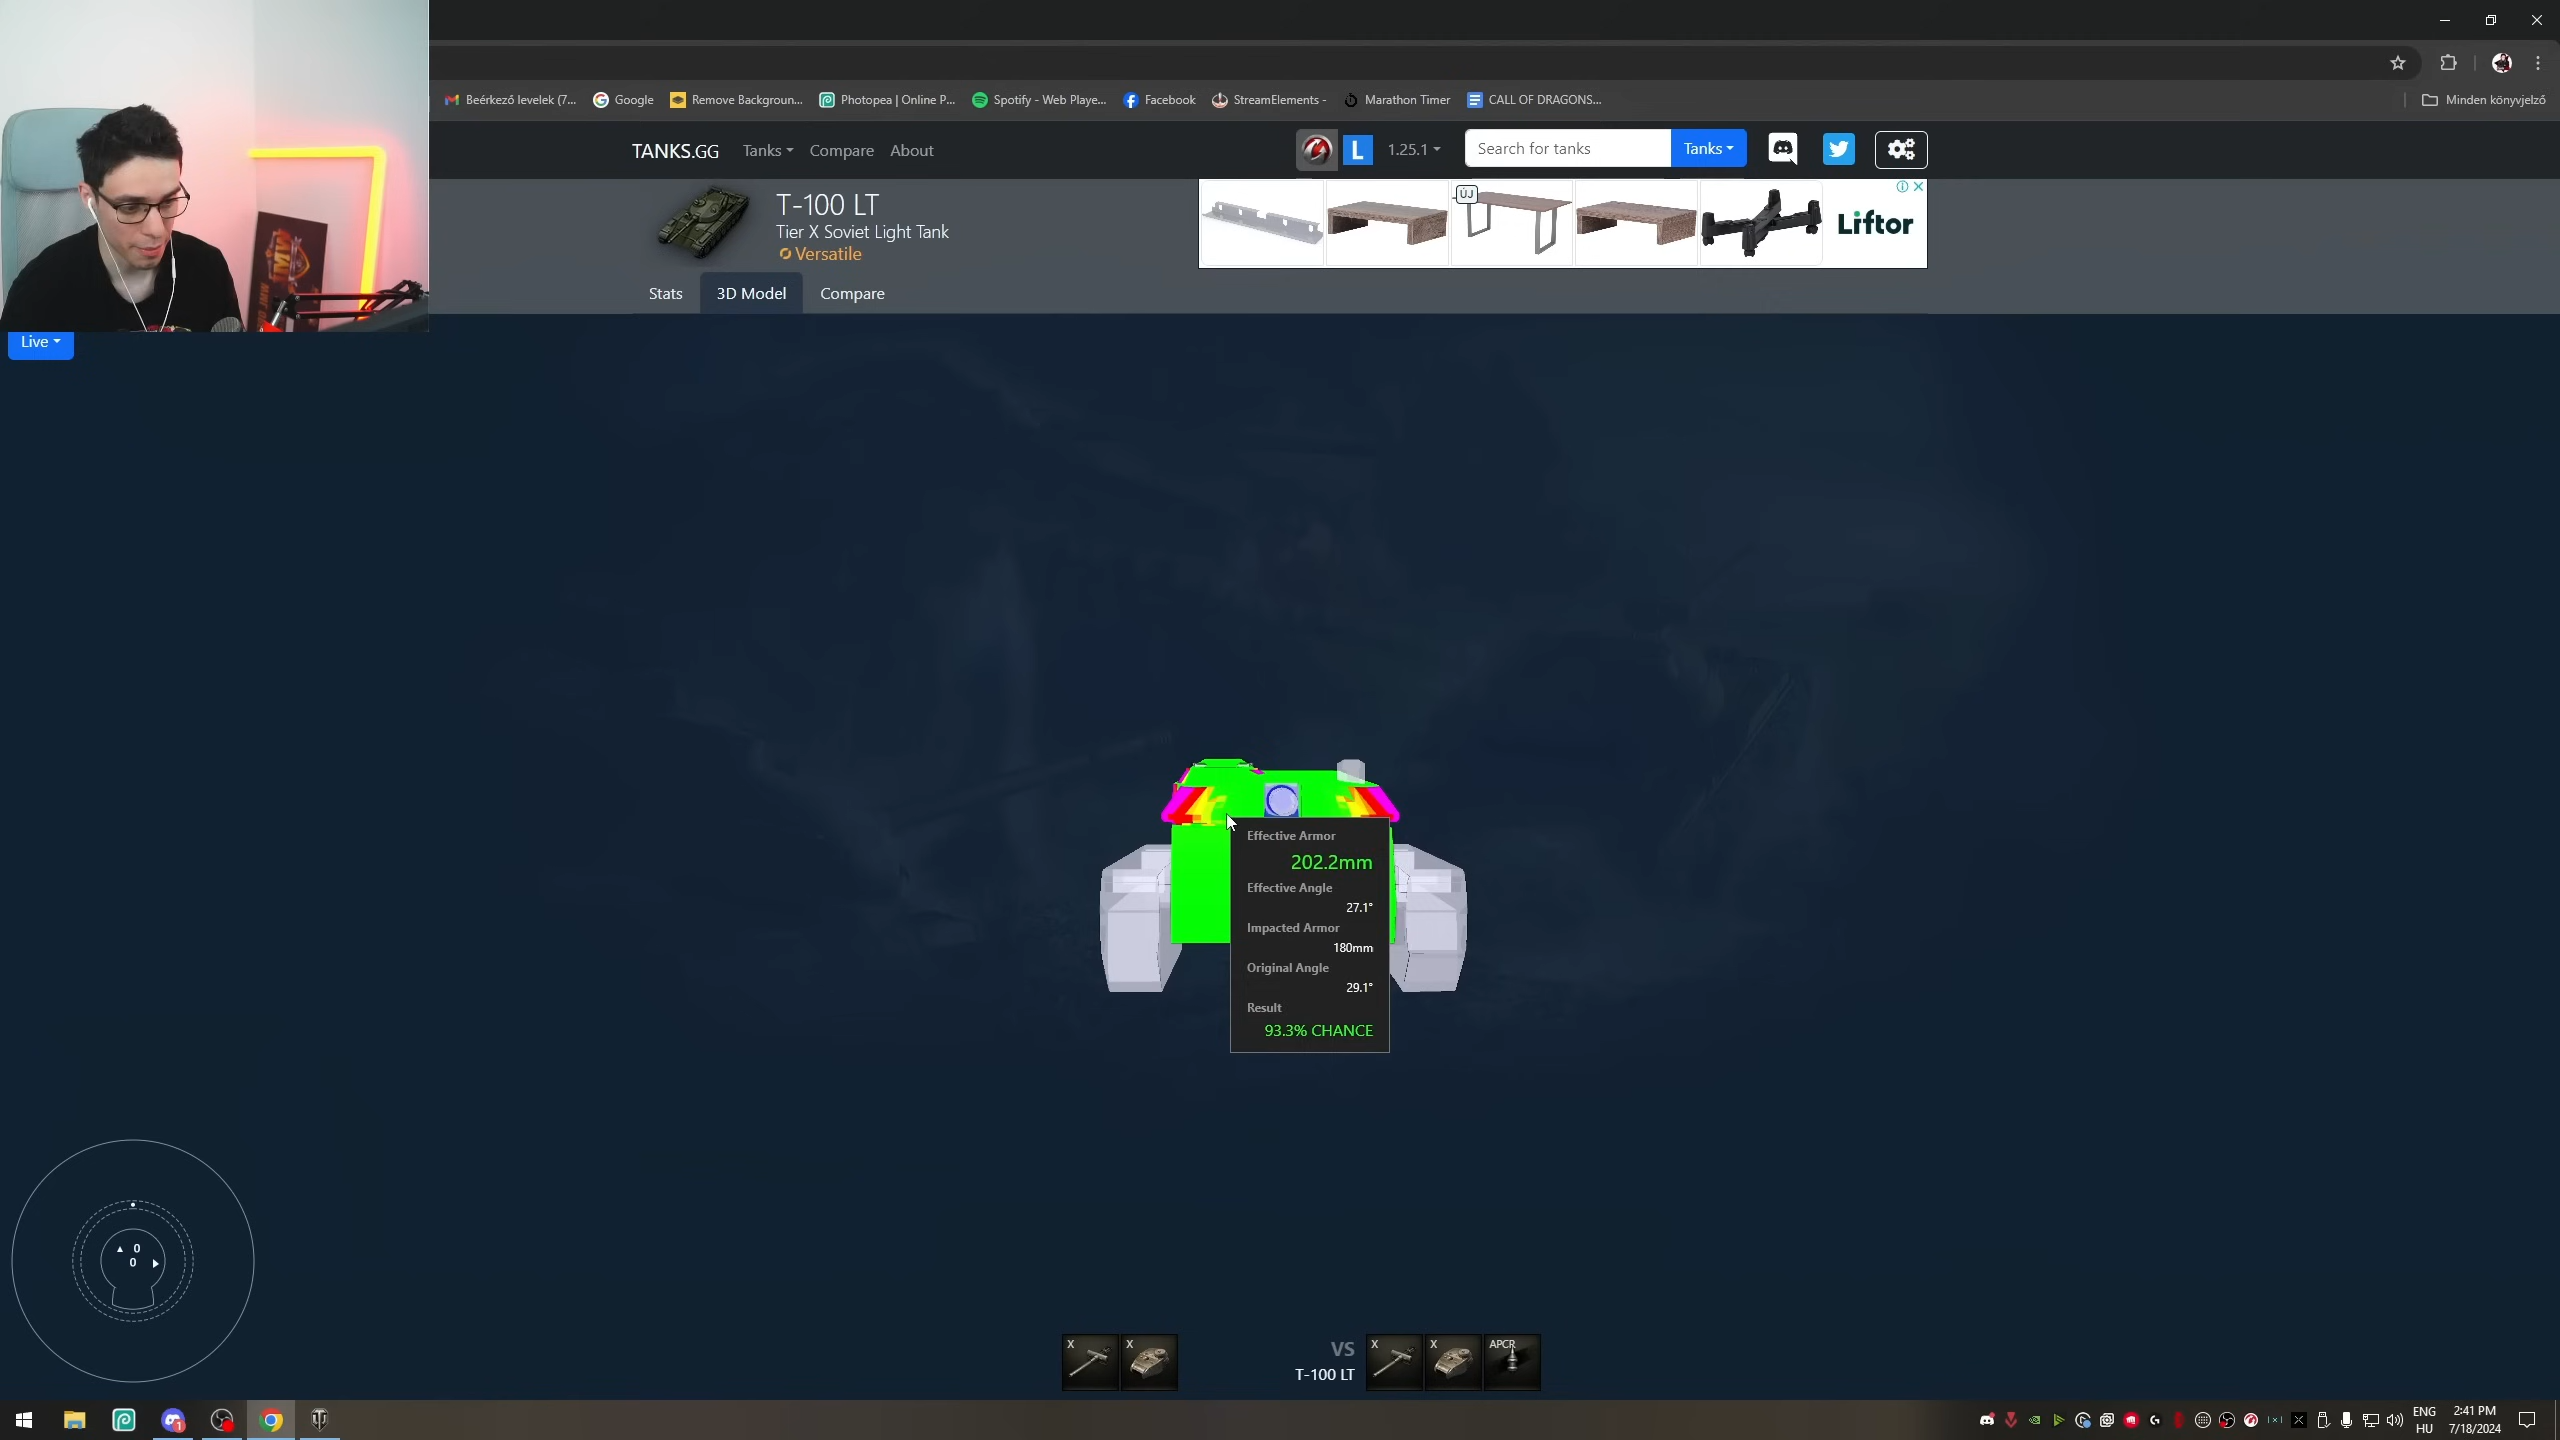 Beérkező levelek (7...
Google
Remove Backgroun...
Photopea | Online P...
Spotify - Web Playe...
Facebook
StreamElements -
Marathon Timer
CALL OF DRAGONS...
Minden könyvjelző
TANKS.GG
Tanks
Compare
About
L
1.25.1
Search for tanks
Tanks
T-100 LT
Tier X Soviet Light Tank
Versatile
ÚJ
Liftor
Stats
3D Model
Compare
Live
Effective Armor
202.2mm
Effective Angle
27.1°
Impacted Armor
180mm
Original Angle
29.1°
Result
93.3% CHANCE
0
0
X
X
VS
T-100 LT
X
X
APCR
1
ENG
HU
2:41 PM
7/18/2024